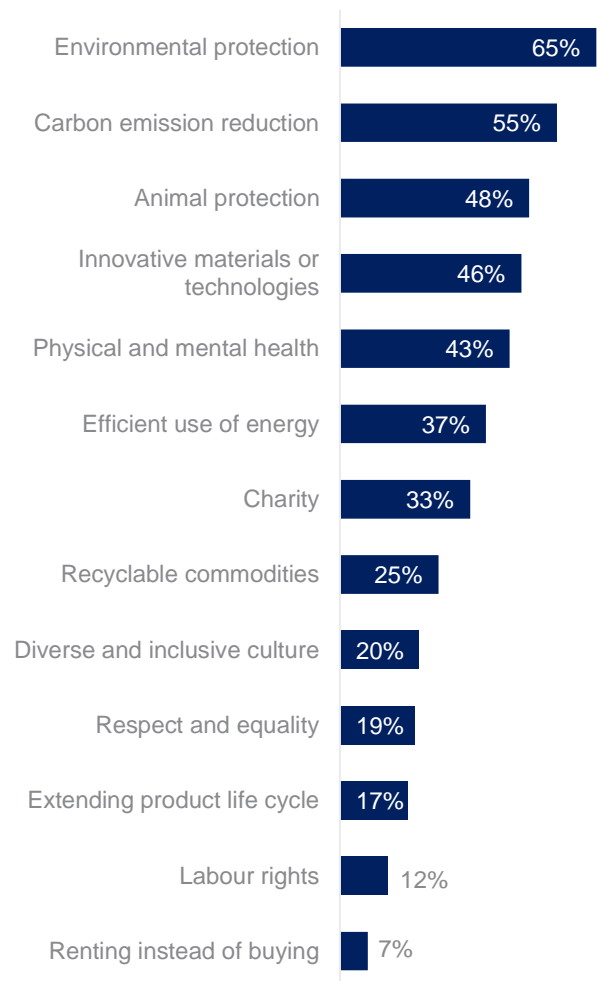 Environmental protection 65%
Carbon emission reduction 55%
Animal protection 48%
Innovative materials or
technologies 46%
Physical and mental health 43%
Efficient use of energy 37%
Charity 33%
Recyclable commodities 25%
Diverse and inclusive culture 20%
Respect and equality 19%
Extending product life cycle 17%
Labour rights 12%
Renting instead of buying 7%